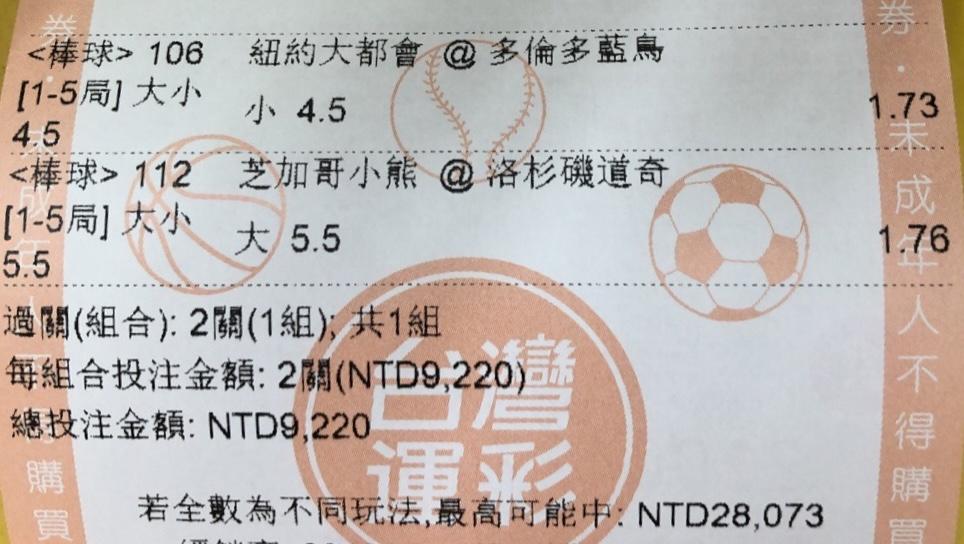 <棒球> 106 紐約大都會 @ 多倫多藍鳥
[1-5局] 大小 小 4.5 1.73
4.5
<棒球> 112 芝加哥小熊 @ 洛杉磯道奇
[1-5局] 大小 大 5.5 1.76
5.5
過關(組合): 2關(1組); 共1組
每組合投注金額: 2關(NTD9,220)
總投注金額: NTD9,220
台灣
運彩
若全數為不同玩法,最高可能中: NTD28,073
券·未成年人不得購買